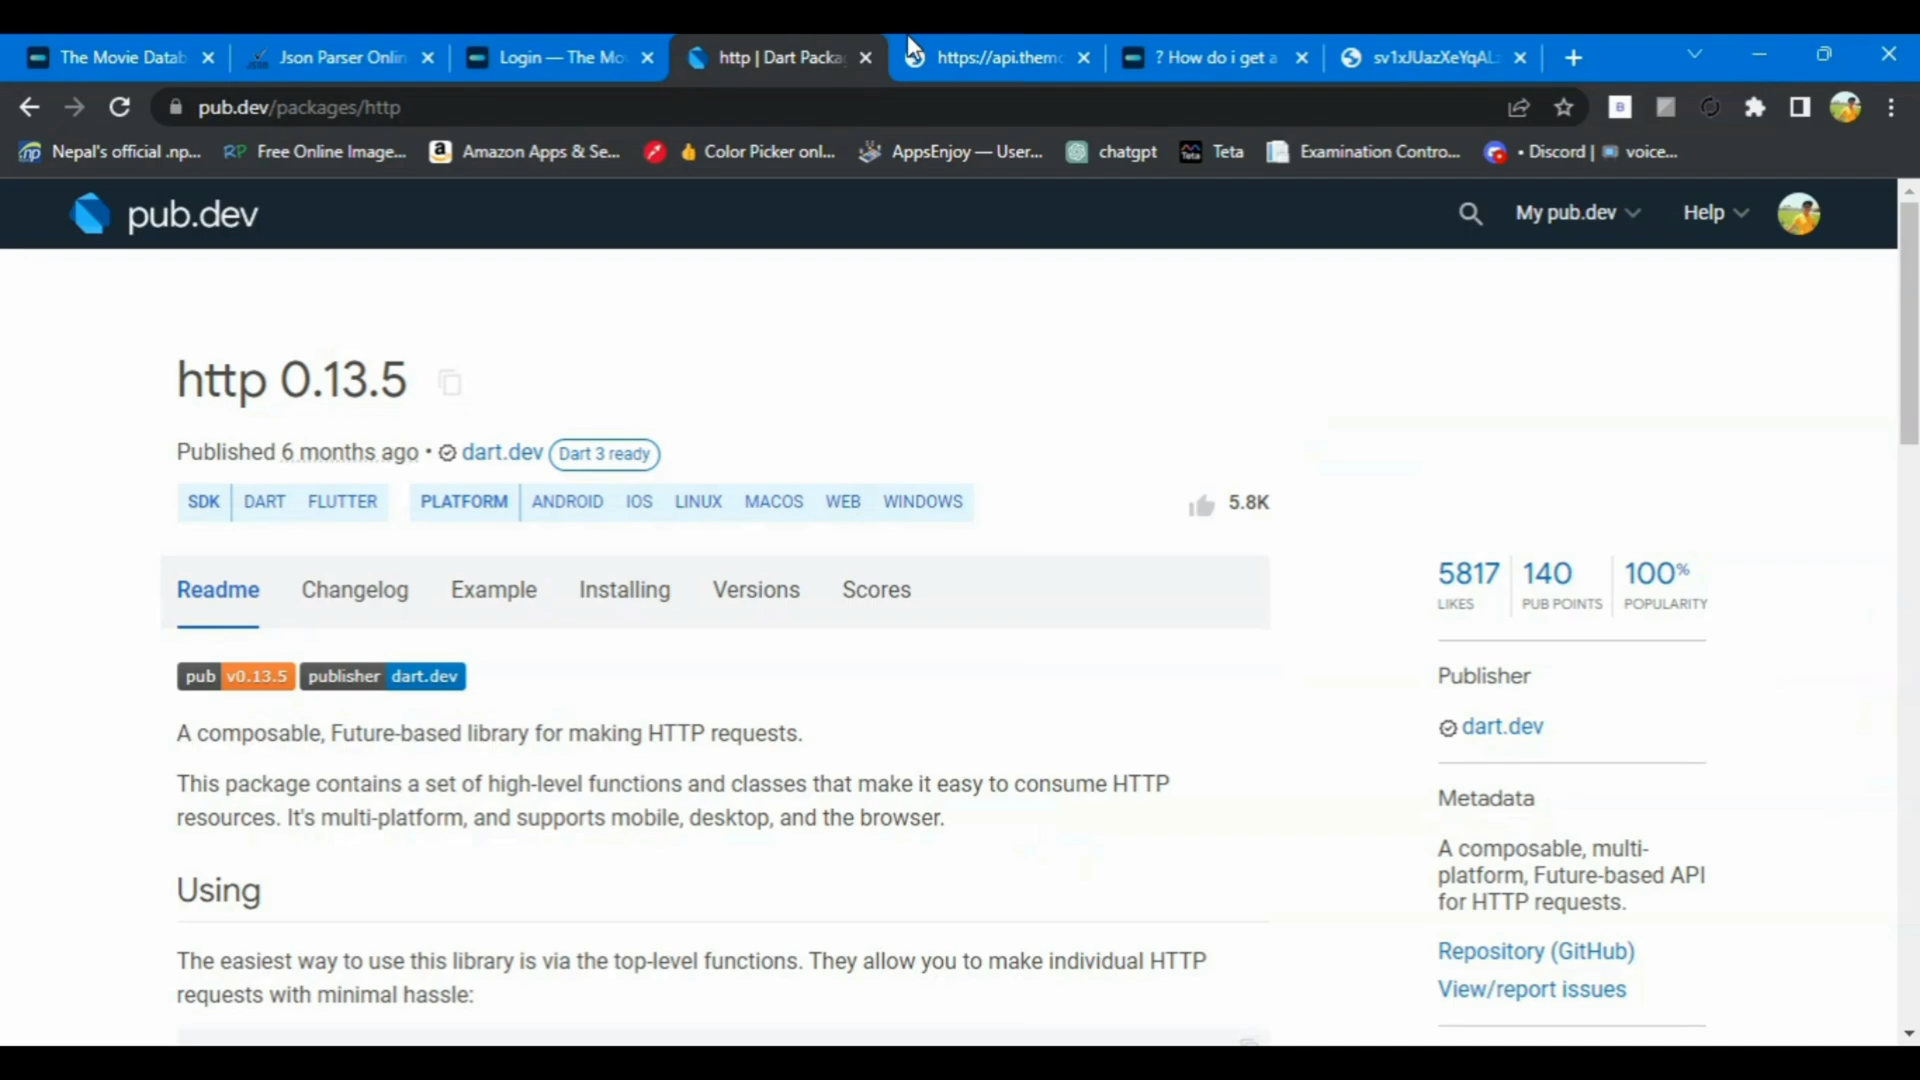 The Movie Datab
Json Parser Onlin
Login — The Mo
http | Dart Packa
https://api.themo
? How do i get a
sv1xJUazXeYqAL
pub.dev/packages/http
Nepal's official .np...
RP Free Online Image...
Amazon Apps & Se...
Color Picker onl...
AppsEnjoy — User...
chatgpt
Teta
Examination Contro...
• Discord | voice...
pub.dev
My pub.dev
Help
http 0.13.5
Published 6 months ago • dart.dev Dart 3 ready
SDK DART FLUTTER PLATFORM ANDROID IOS LINUX MACOS WEB WINDOWS
5.8K
Readme Changelog Example Installing Versions Scores
pub v0.13.5 publisher dart.dev
A composable, Future-based library for making HTTP requests.
This package contains a set of high-level functions and classes that make it easy to consume HTTP
resources. It's multi-platform, and supports mobile, desktop, and the browser.
Using
The easiest way to use this library is via the top-level functions. They allow you to make individual HTTP
requests with minimal hassle:
5817 140 100%
LIKES PUB POINTS POPULARITY
Publisher
dart.dev
Metadata
A composable, multi-
platform, Future-based API
for HTTP requests.
Repository (GitHub)
View/report issues